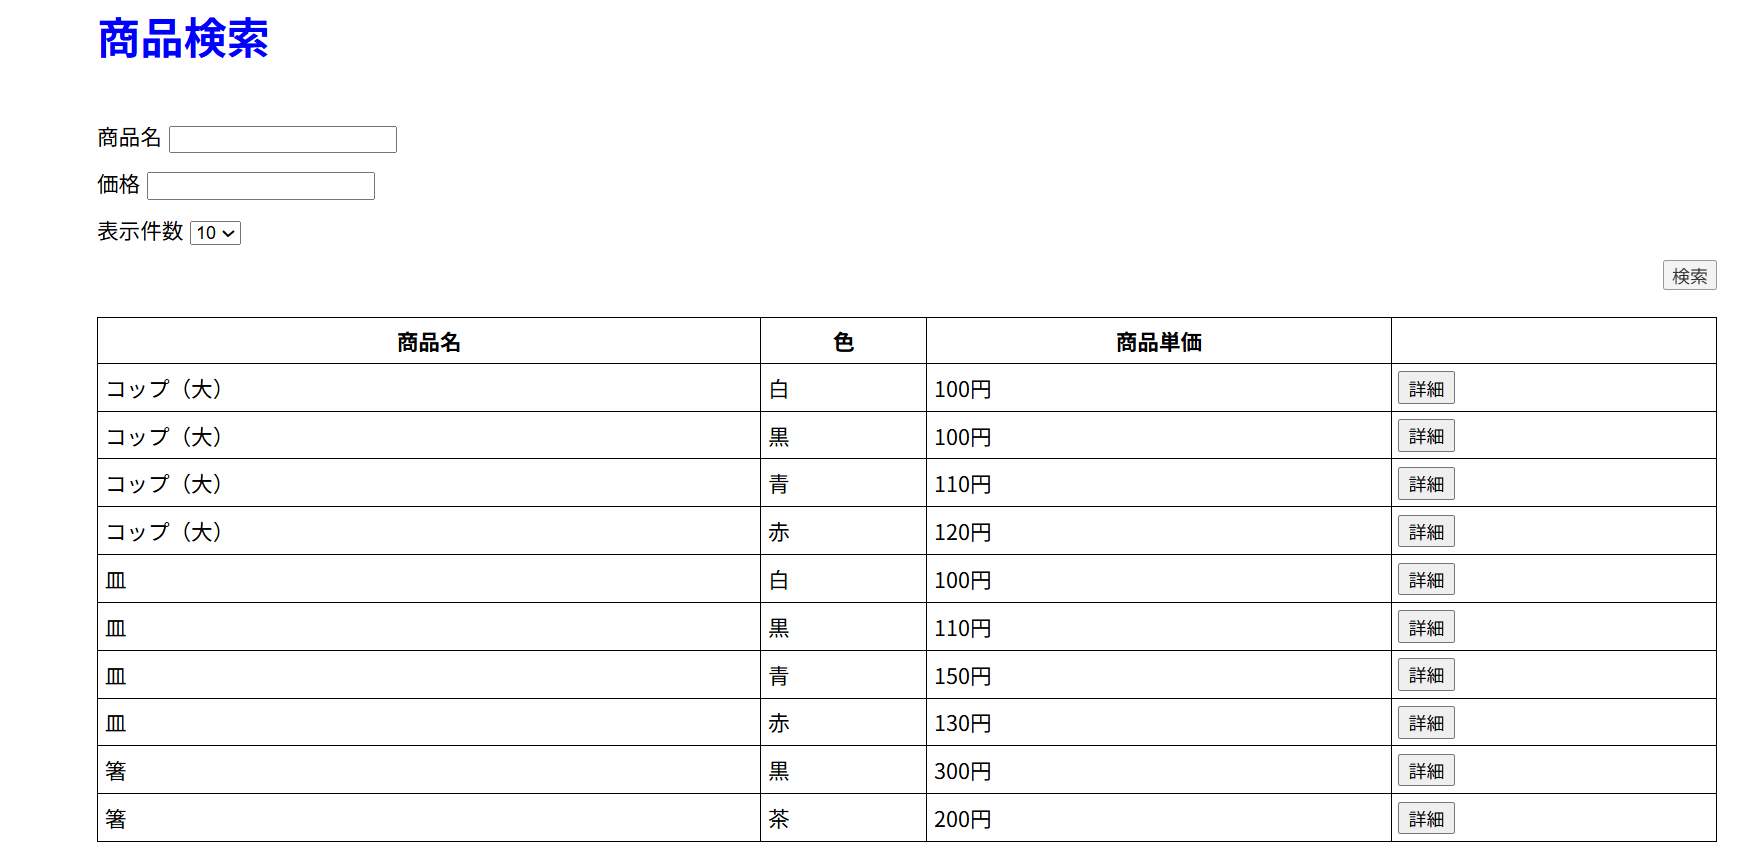 商品検索
商品名
価格
表示件数 10
検索
商品名 色 商品単価
コップ（大） 白 100円 詳細
コップ（大） 黒 100円 詳細
コップ（大） 青 110円 詳細
コップ（大） 赤 120円 詳細
皿 白 100円 詳細
皿 黒 110円 詳細
皿 青 150円 詳細
皿 赤 130円 詳細
箸 黒 300円 詳細
箸 茶 200円 詳細